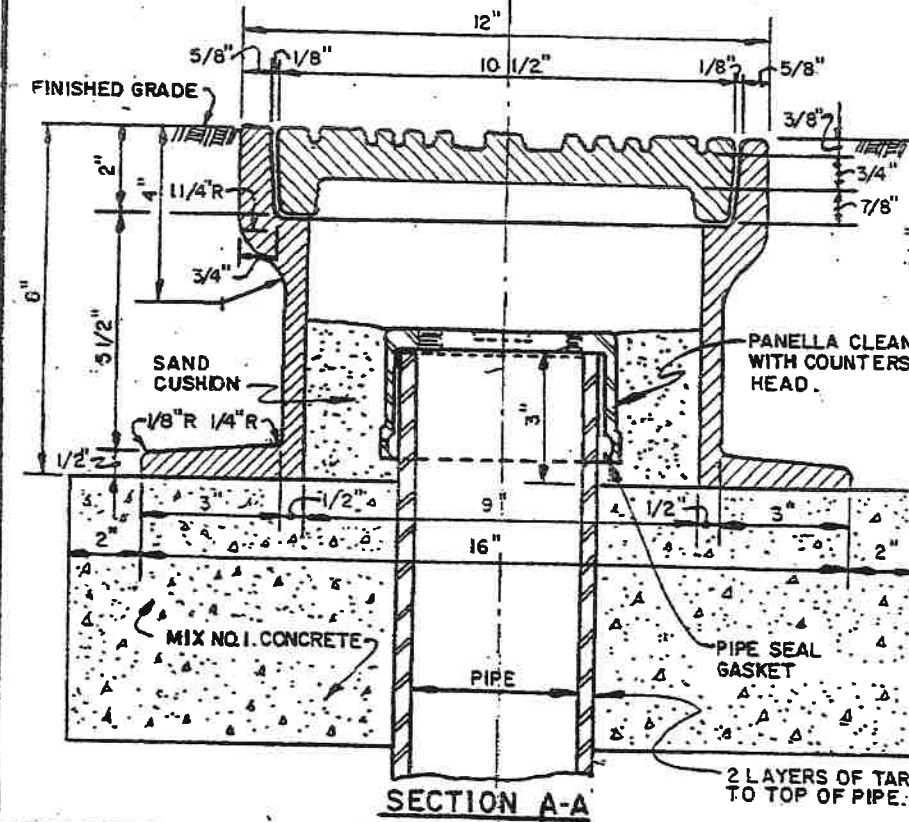 12"
5/8"
1/8"
10 1/2"
1/8"
5/8"
FINISHED GRADE
3/8"
2"
4"
1 1/4" R
3/4"
7/8"
3/4"
6"
5 1/2"
SAND
CUSHION
PANELLA CLEAN
WITH COUNTERS
HEAD.
3"
1/8" R 1/4" R
1/2"
3"
1/2"
9"
1/2"
3"
2"
16"
2"
MIX NO. 1. CONCRETE
PIPE SEAL
GASKET
PIPE
2 LAYERS OF TAR
TO TOP OF PIPE.
SECTION A-A